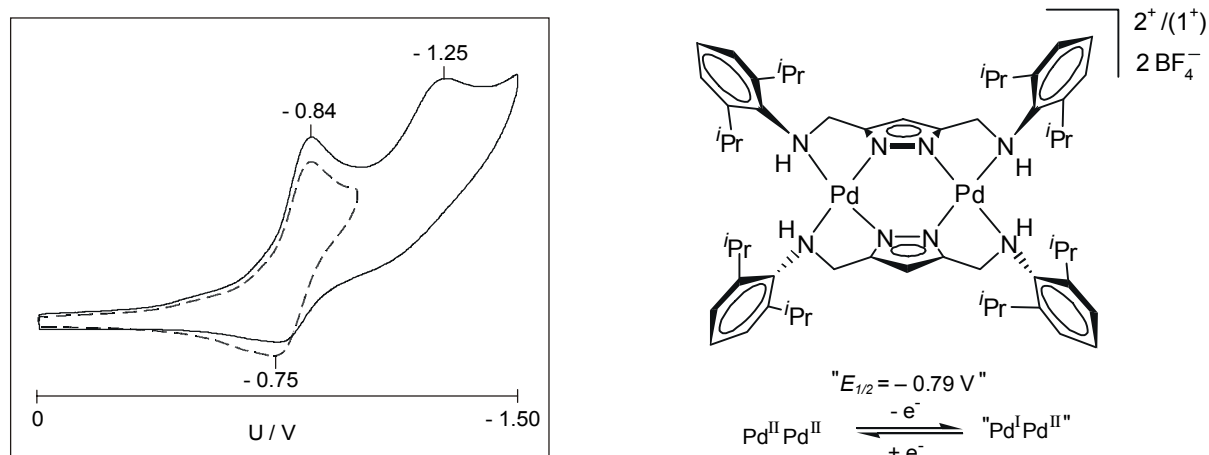 - 1.25
- 0.84
- 0.75
0
- 1.50
U / V
2⁺ /(1⁺)
2 BF₄⁻
ⁱPr
ⁱPr
ⁱPr
ⁱPr
N
N
N
N
H
H
Pd
Pd
H
H
N
N
N
N
ⁱPr
ⁱPr
ⁱPr
ⁱPr
"E₁/₂ = – 0.79 V"
- e⁻
Pdᴵᴵ Pdᴵᴵ
"Pdᴵ Pdᴵᴵ"
+ e⁻